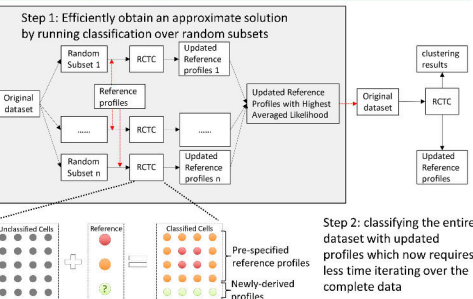 Step 1: Efficiently obtain an approximate solution
by running classification over random subsets
Random
Subset 1
RCTC
Updated
Reference
profiles 1
clustering
results
Reference
profiles
Original
dataset
Updated Reference
Profiles with Highest
Averaged Likelihood
Original
dataset
RCTC
......
RCTC
......
Random
Subset n
RCTC
Updated
Reference
profiles n
Updated
Reference
profiles
Unclassified Cells
Reference
Classified Cells
Pre-specified
reference profiles
?
Newly-derived
profiles
Step 2: classifying the entire
dataset with updated
profiles which now requires
less time iterating over the
complete data